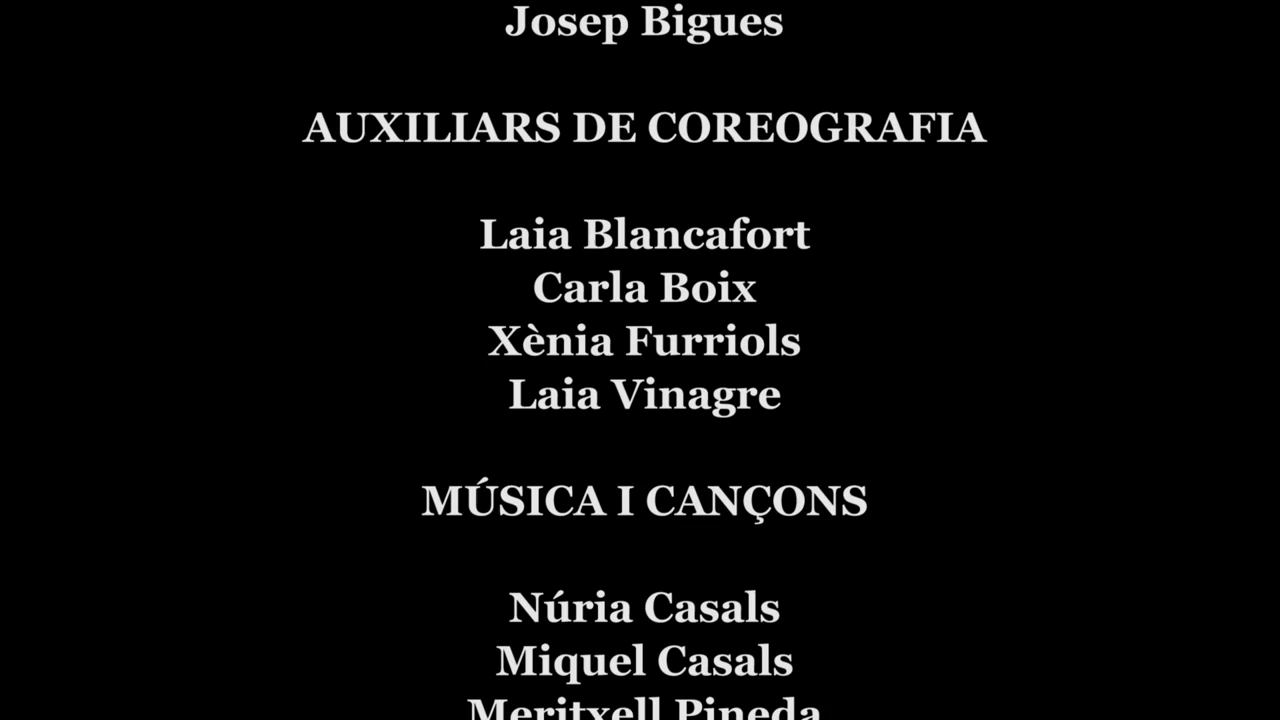 Josep Bigues
AUXILIARS DE COREOGRAFIA
Laia Blancafort
Carla Boix
Xènia Furriols
Laia Vinagre
MÚSICA I CANÇONS
Núria Casals
Miquel Casals
Meritxell Pineda